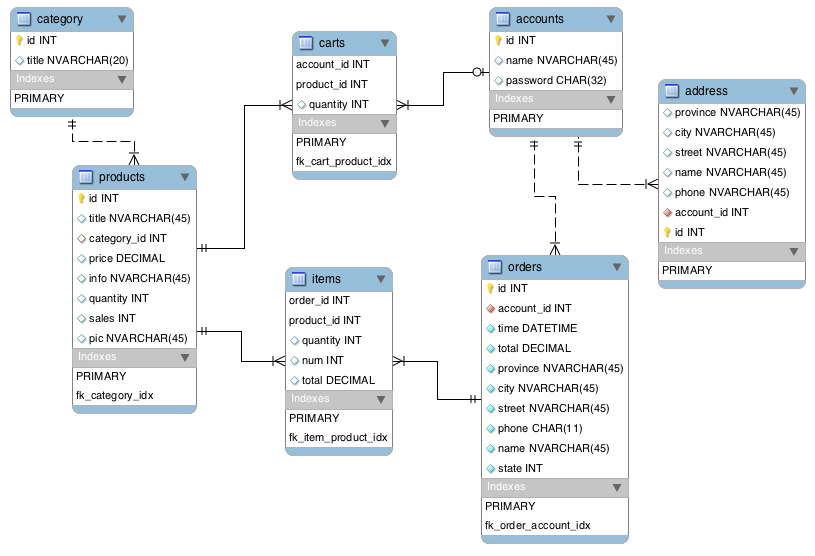 category
id INT
title NVARCHAR(20)
Indexes
PRIMARY
carts
account_id INT
product_id INT
quantity INT
Indexes
PRIMARY
fk_cart_product_idx
accounts
id INT
name NVARCHAR(45)
password CHAR(32)
Indexes
PRIMARY
address
province NVARCHAR(45)
city NVARCHAR(45)
street NVARCHAR(45)
name NVARCHAR(45)
phone NVARCHAR(45)
account_id INT
id INT
Indexes
PRIMARY
products
id INT
title NVARCHAR(45)
category_id INT
price DECIMAL
info NVARCHAR(45)
quantity INT
sales INT
pic NVARCHAR(45)
Indexes
PRIMARY
fk_category_idx
items
order_id INT
product_id INT
quantity INT
num INT
total DECIMAL
Indexes
PRIMARY
fk_item_product_idx
orders
id INT
account_id INT
time DATETIME
total DECIMAL
province NVARCHAR(45)
city NVARCHAR(45)
street NVARCHAR(45)
phone CHAR(11)
name NVARCHAR(45)
state INT
Indexes
PRIMARY
fk_order_account_idx